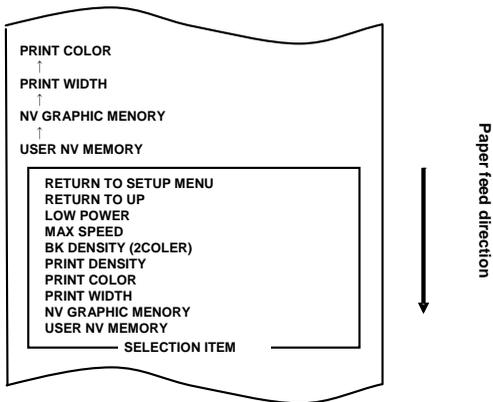 PRINT COLOR
↑
PRINT WIDTH
↑
NV GRAPHIC MENORY
↑
USER NV MEMORY
RETURN TO SETUP MENU
RETURN TO UP
LOW POWER
MAX SPEED
BK DENSITY (2COLER)
PRINT DENSITY
PRINT COLOR
PRINT WIDTH
NV GRAPHIC MENORY
USER NV MEMORY
SELECTION ITEM
Paper feed direction